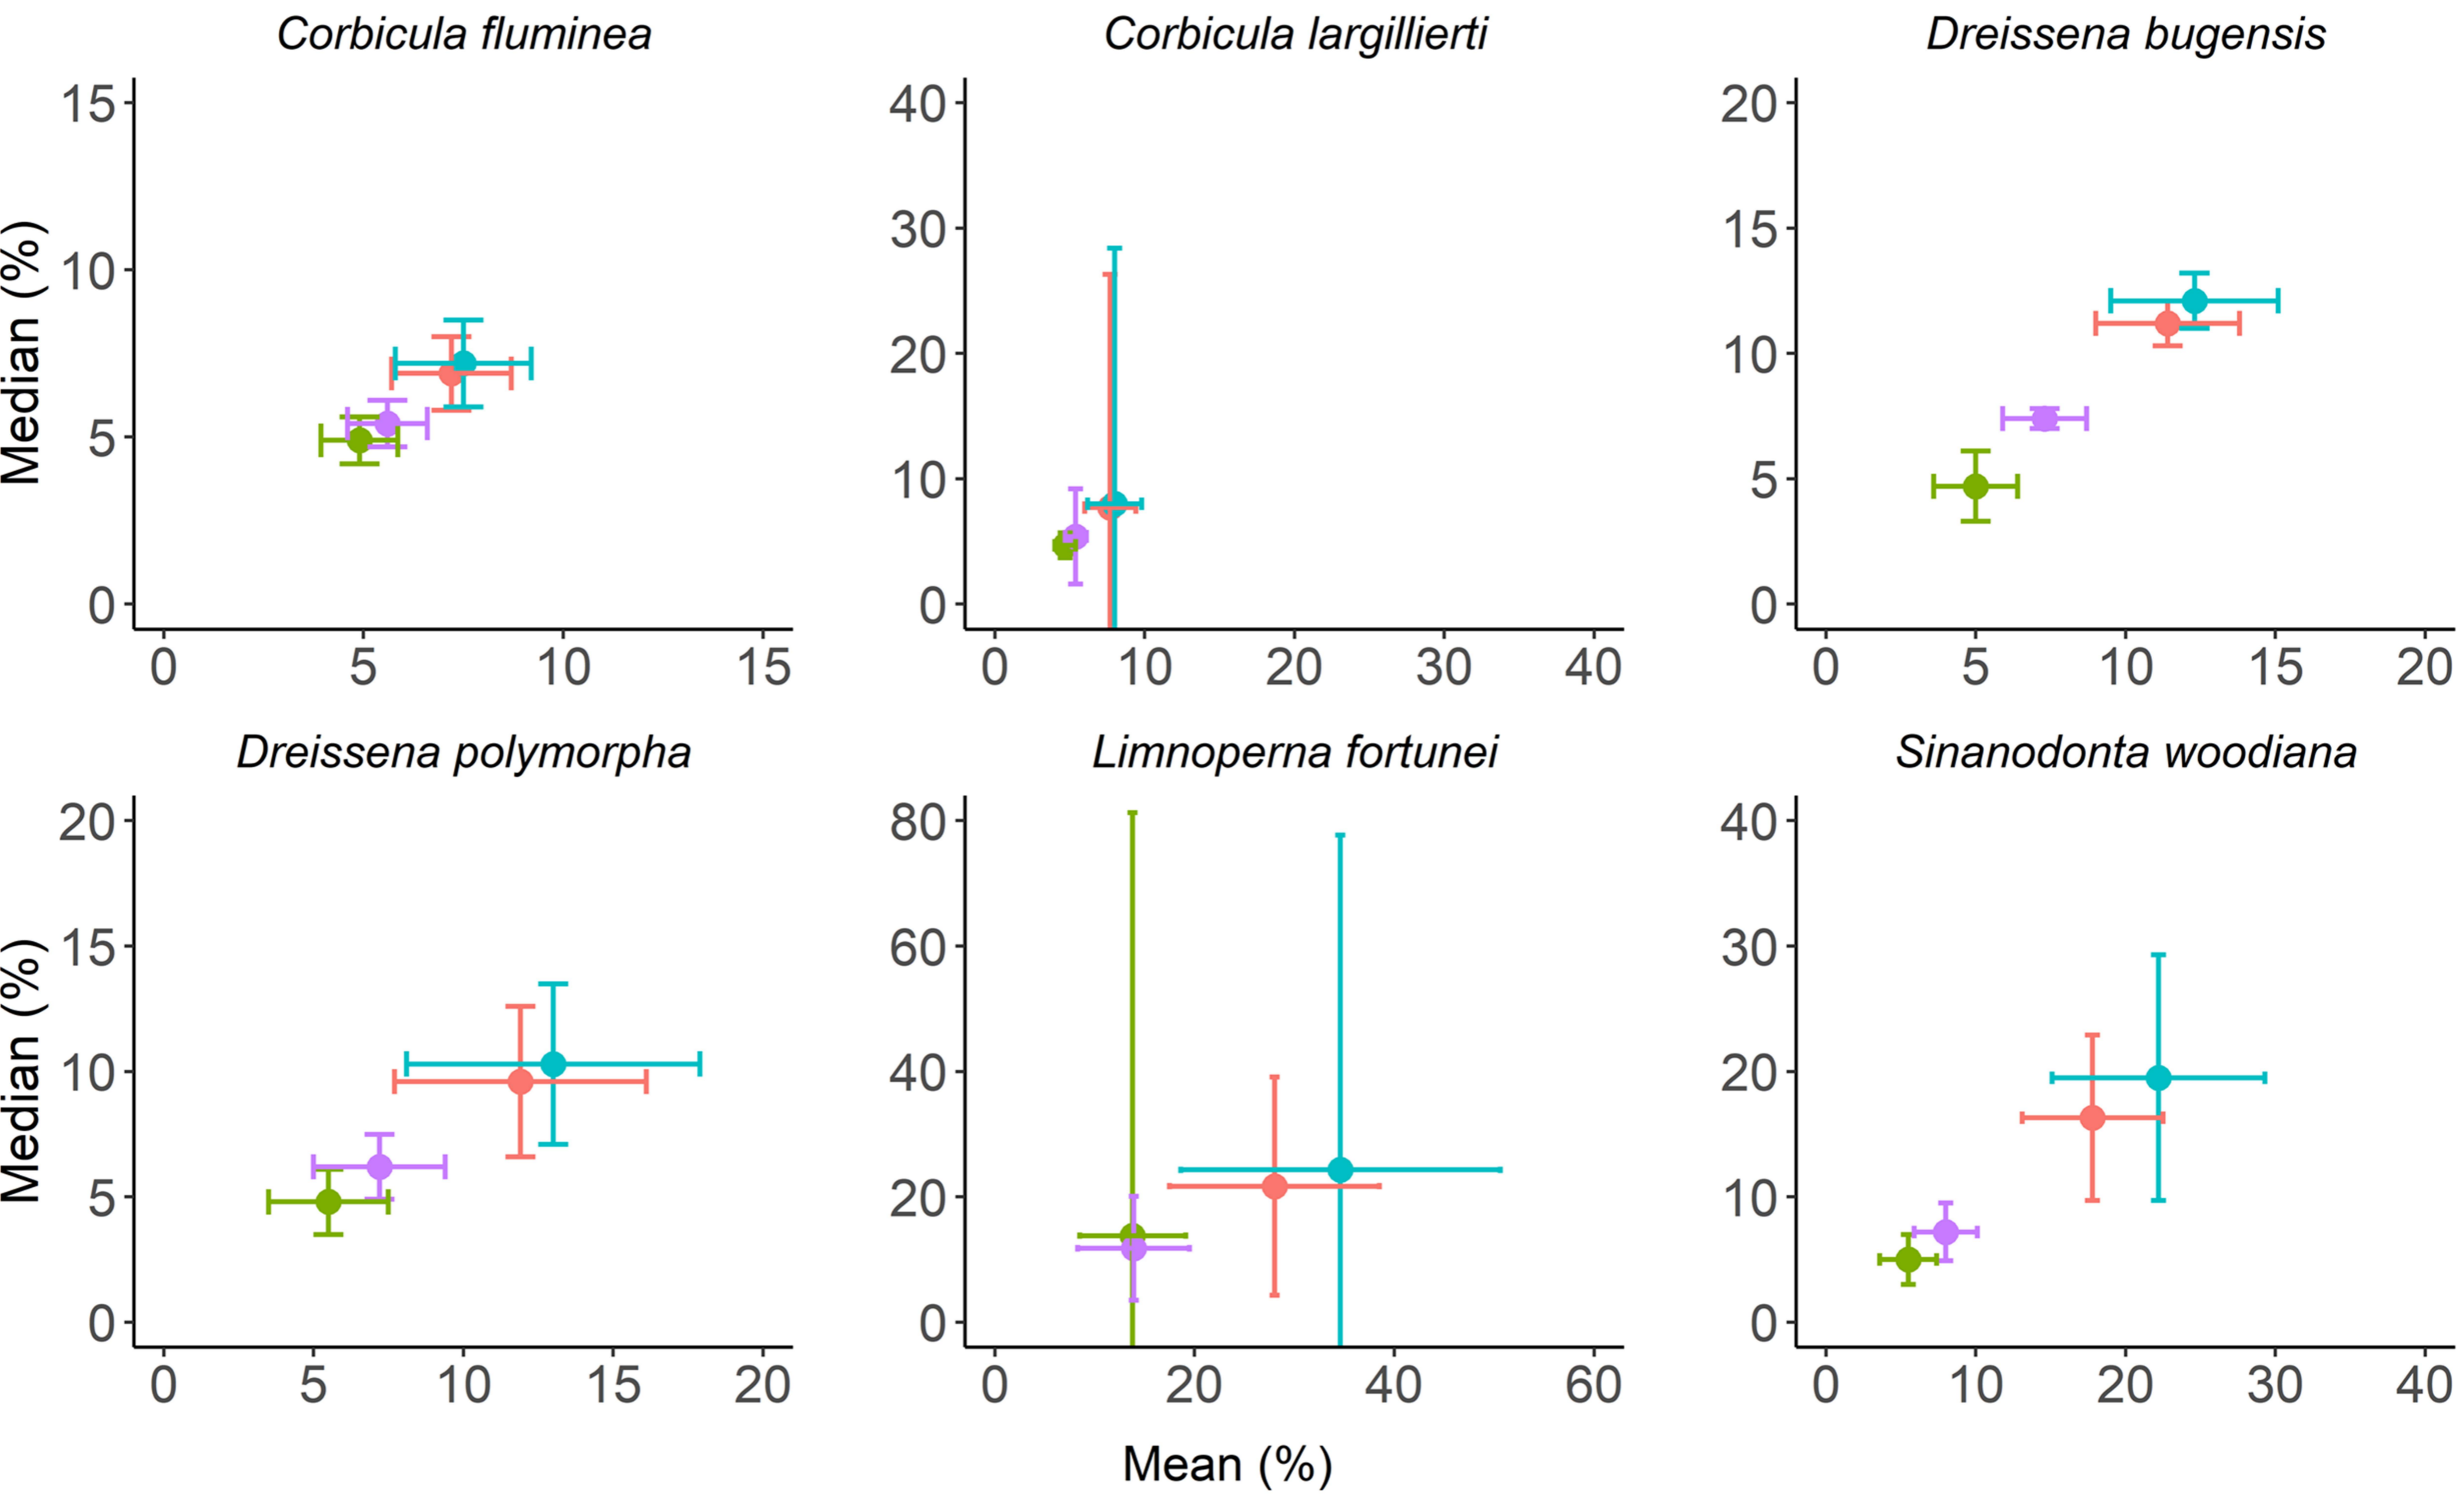 Corbicula fluminea
Corbicula largillierti
Dreissena bugensis
Median (%)
15
10
5
0
0 5 10 15
40
30
20
10
0
0 10 20 30 40
20
15
10
5
0
0 5 10 15 20
Dreissena polymorpha
Limnoperna fortunei
Sinanodonta woodiana
Median (%)
20
15
10
5
0
0 5 10 15 20
80
60
40
20
0
0 20 40 60
40
30
20
10
0
0 10 20 30 40
Mean (%)